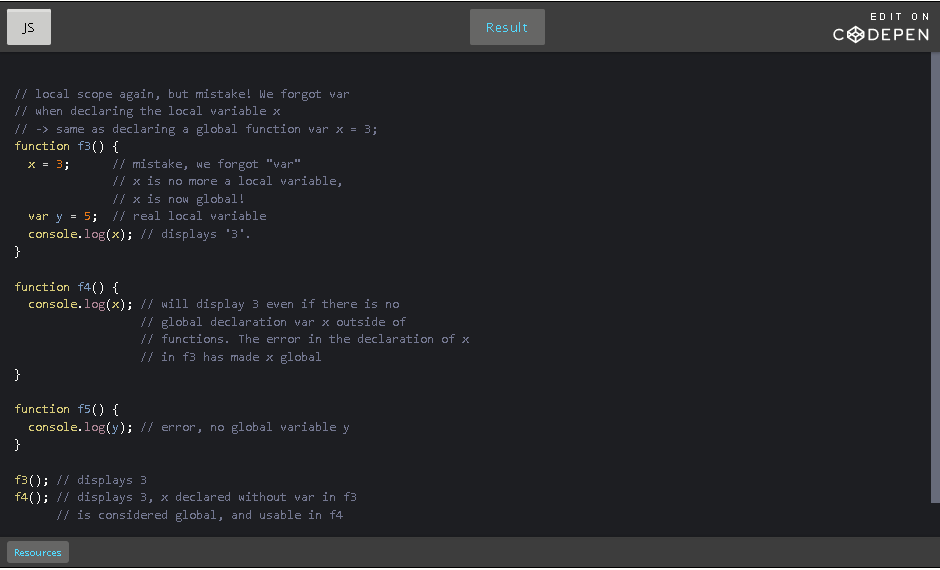 JS
Result
EDIT ON
CODEPEN
// local scope again, but mistake! We forgot var
// when declaring the local variable x
// -> same as declaring a global function var x = 3;
function f3() {
  x = 3;      // mistake, we forgot "var"
              // x is no more a local variable,
              // x is now global!
  var y = 5;  // real local variable
  console.log(x); // displays '3'.
}
function f4() {
  console.log(x); // will display 3 even if there is no
                  // global declaration var x outside of
                  // functions. The error in the declaration of x
                  // in f3 has made x global
}
function f5() {
  console.log(y); // error, no global variable y
}
f3(); // displays 3
f4(); // displays 3, x declared without var in f3
      // is considered global, and usable in f4
Resources